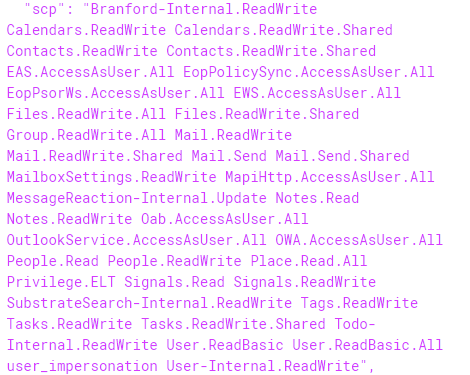 "scp": "Branford-Internal.ReadWrite
Calendars.ReadWrite Calendars.ReadWrite.Shared
Contacts.ReadWrite Contacts.ReadWrite.Shared
EAS.AccessAsUser.All EopPolicySync.AccessAsUser.All
EopPsorWs.AccessAsUser.All EWS.AccessAsUser.All
Files.ReadWrite.All Files.ReadWrite.Shared
Group.ReadWrite.All Mail.ReadWrite
Mail.ReadWrite.Shared Mail.Send Mail.Send.Shared
MailboxSettings.ReadWrite MapiHttp.AccessAsUser.All
MessageReaction-Internal.Update Notes.Read
Notes.ReadWrite Oab.AccessAsUser.All
OutlookService.AccessAsUser.All OWA.AccessAsUser.All
People.Read People.ReadWrite Place.Read.All
Privilege.ELT Signals.Read Signals.ReadWrite
SubstrateSearch-Internal.ReadWrite Tags.ReadWrite
Tasks.ReadWrite Tasks.ReadWrite.Shared Todo-
Internal.ReadWrite User.ReadBasic User.ReadBasic.All
user_impersonation User-Internal.ReadWrite",